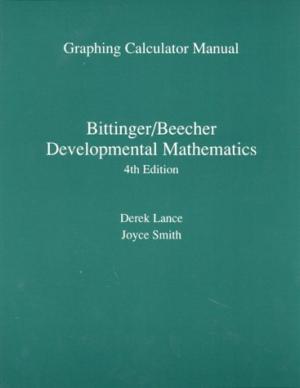 Graphing Calculator Manual
Bittinger/Beecher
Developmental Mathematics
4th Edition
Derek Lance
Joyce Smith